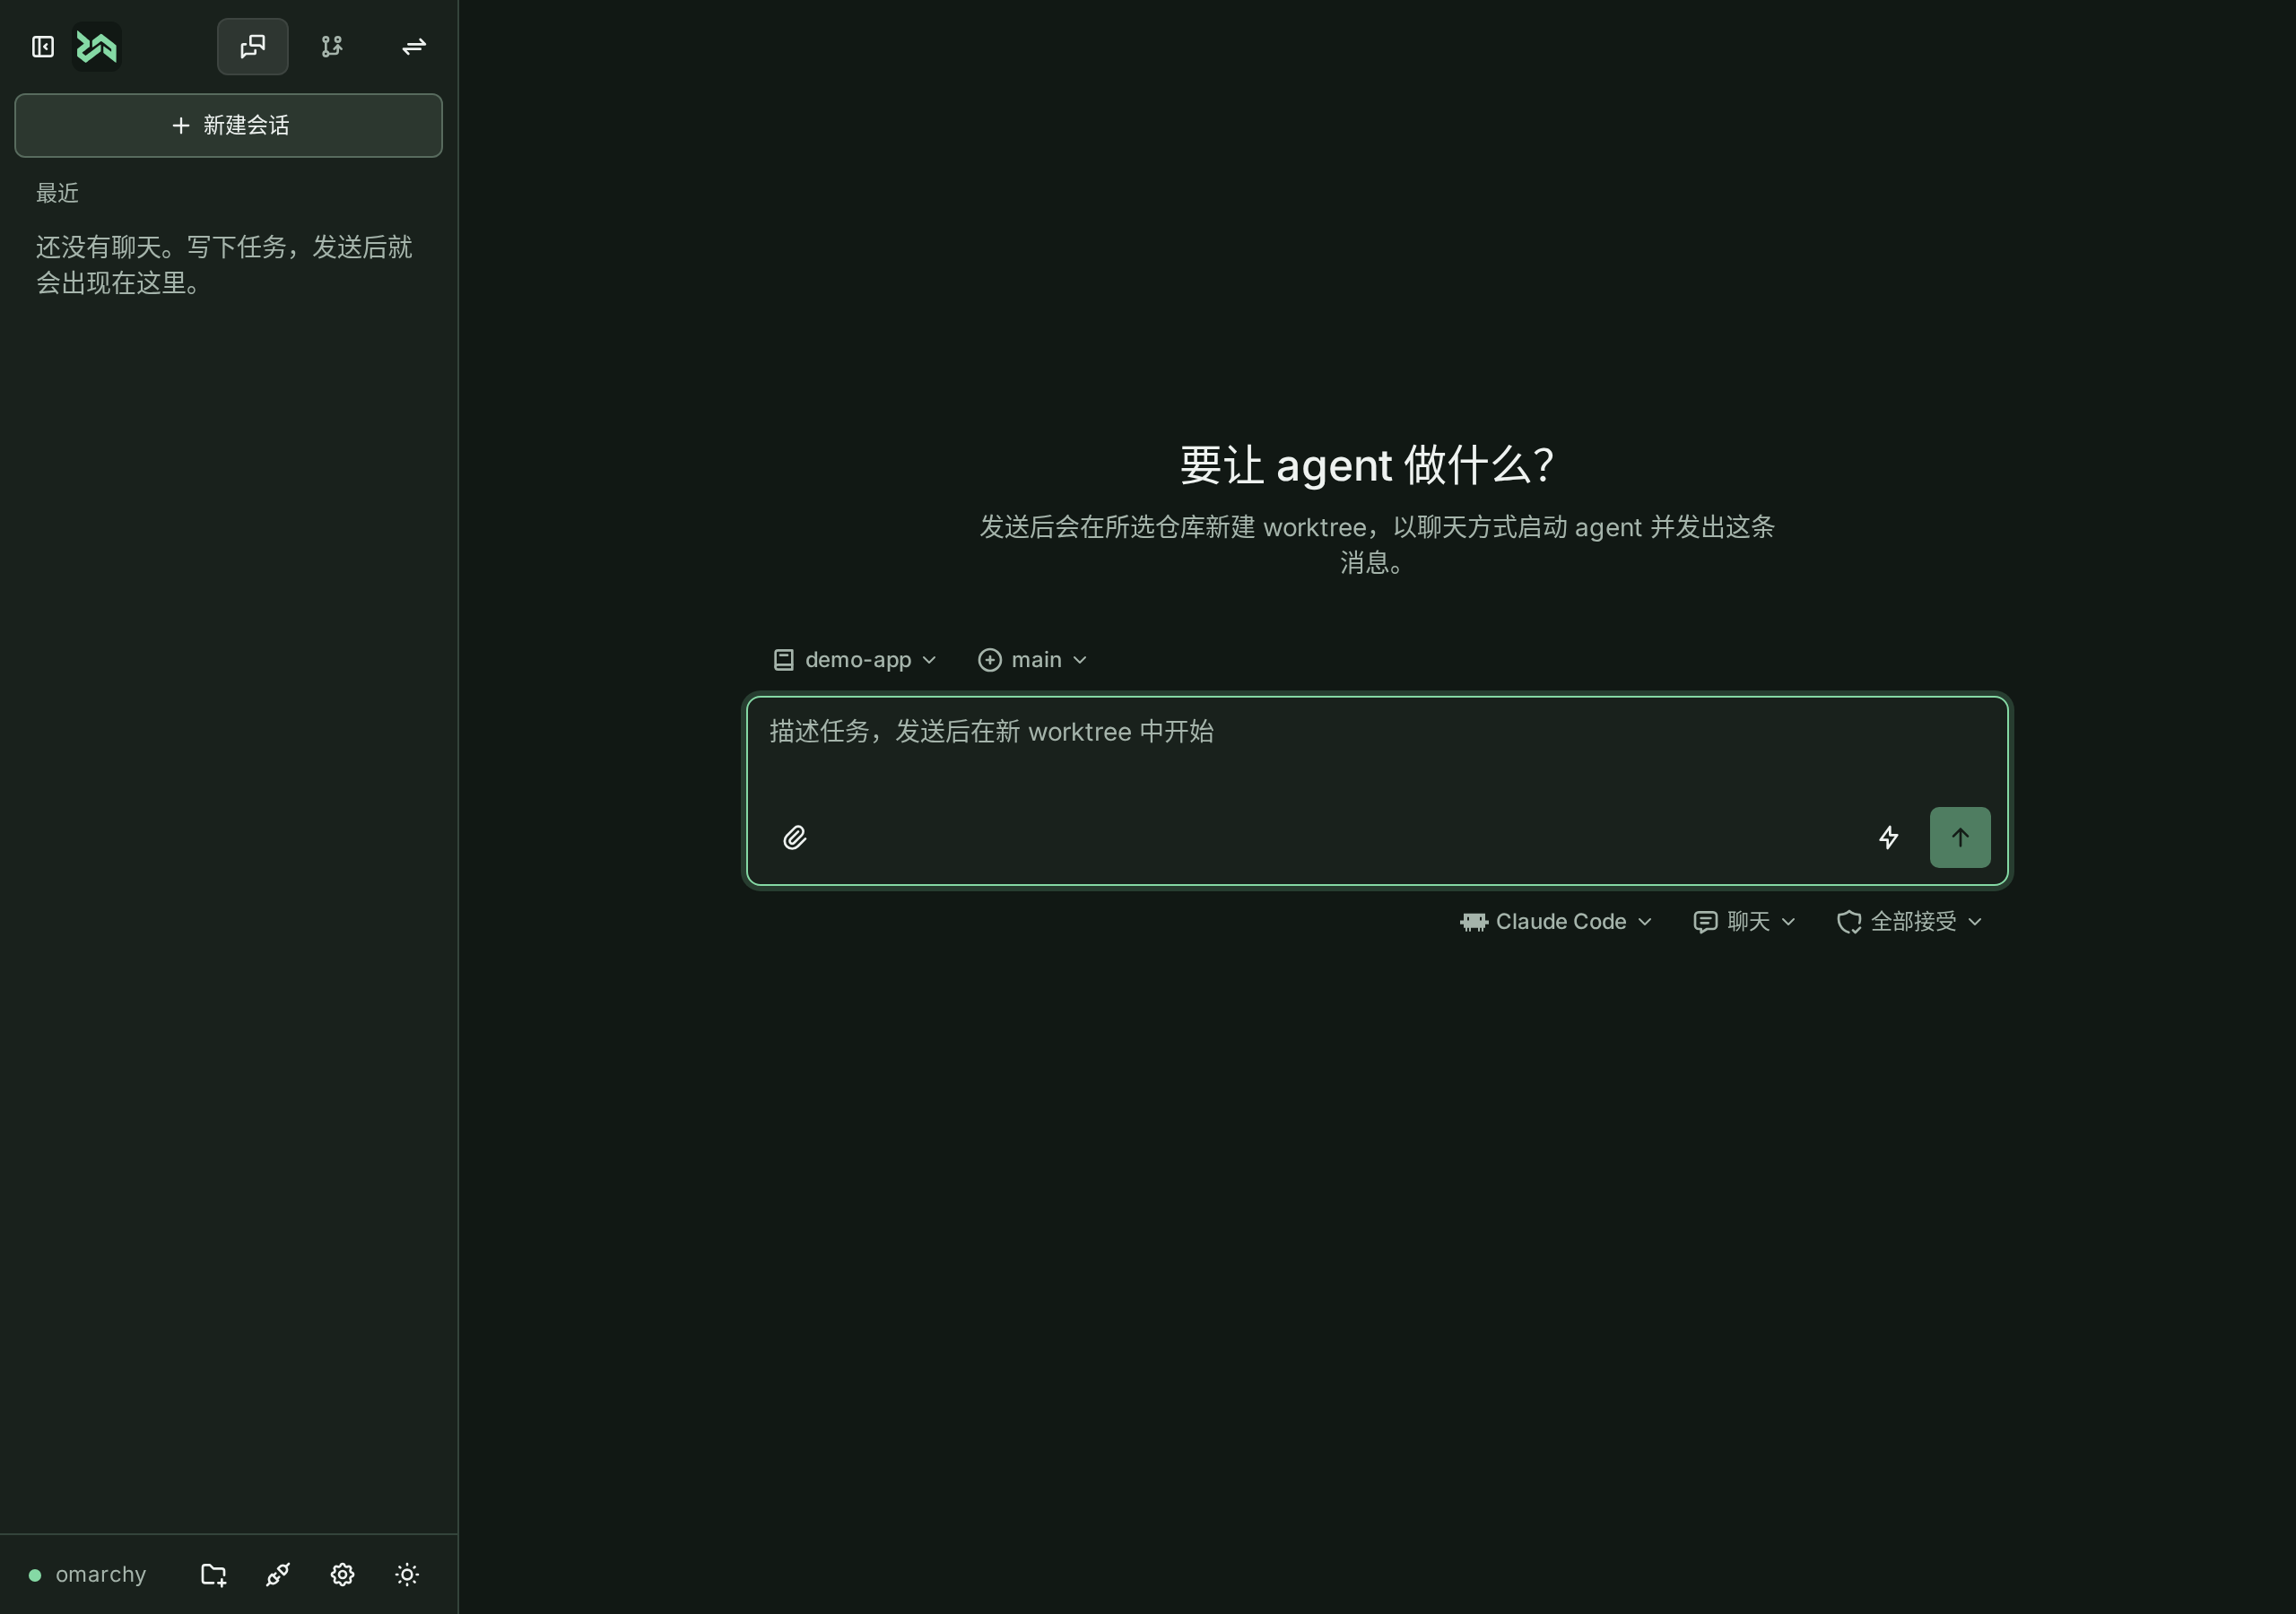 新建会话
最近
还没有聊天。写下任务，发送后就
会出现在这里。
要让 agent 做什么？
发送后会在所选仓库新建 worktree，以聊天方式启动 agent 并发出这条
消息。
demo-app
main
描述任务，发送后在新 worktree 中开始
Claude Code
聊天
全部接受
omarchy